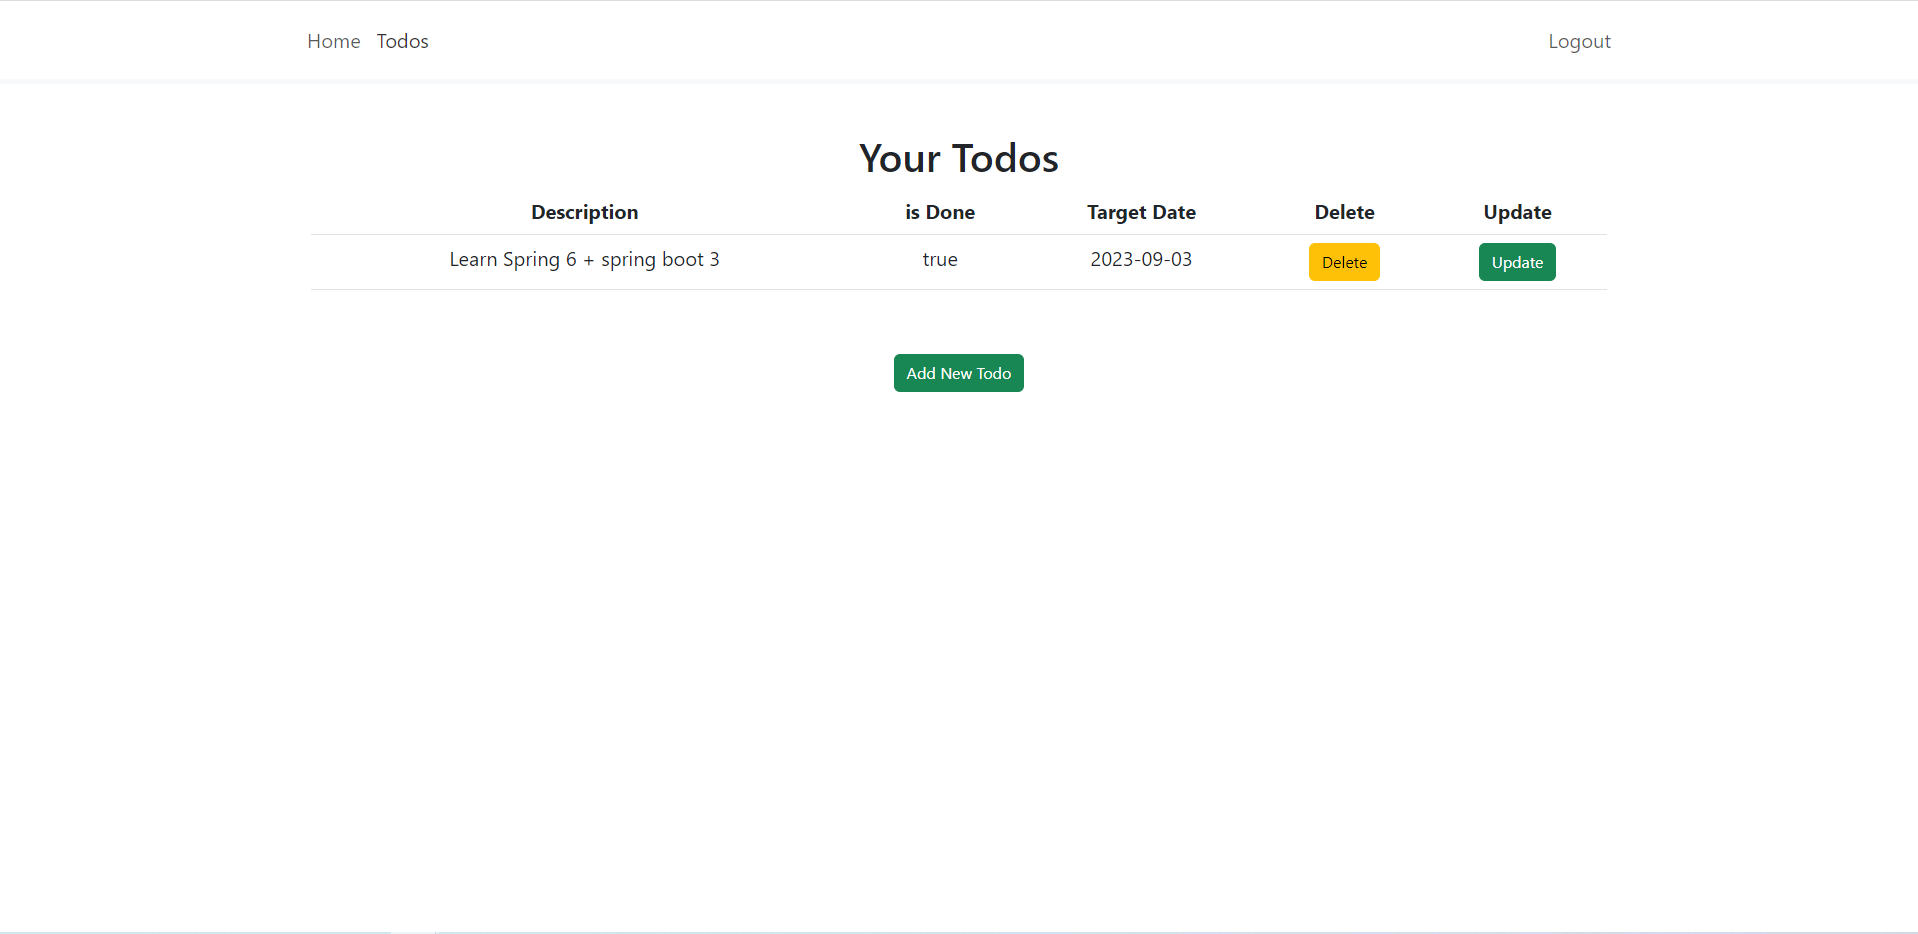 Home Todos Logout
Your Todos
Description is Done Target Date Delete Update
Learn Spring 6 + spring boot 3 true 2023-09-03 Delete Update
Add New Todo